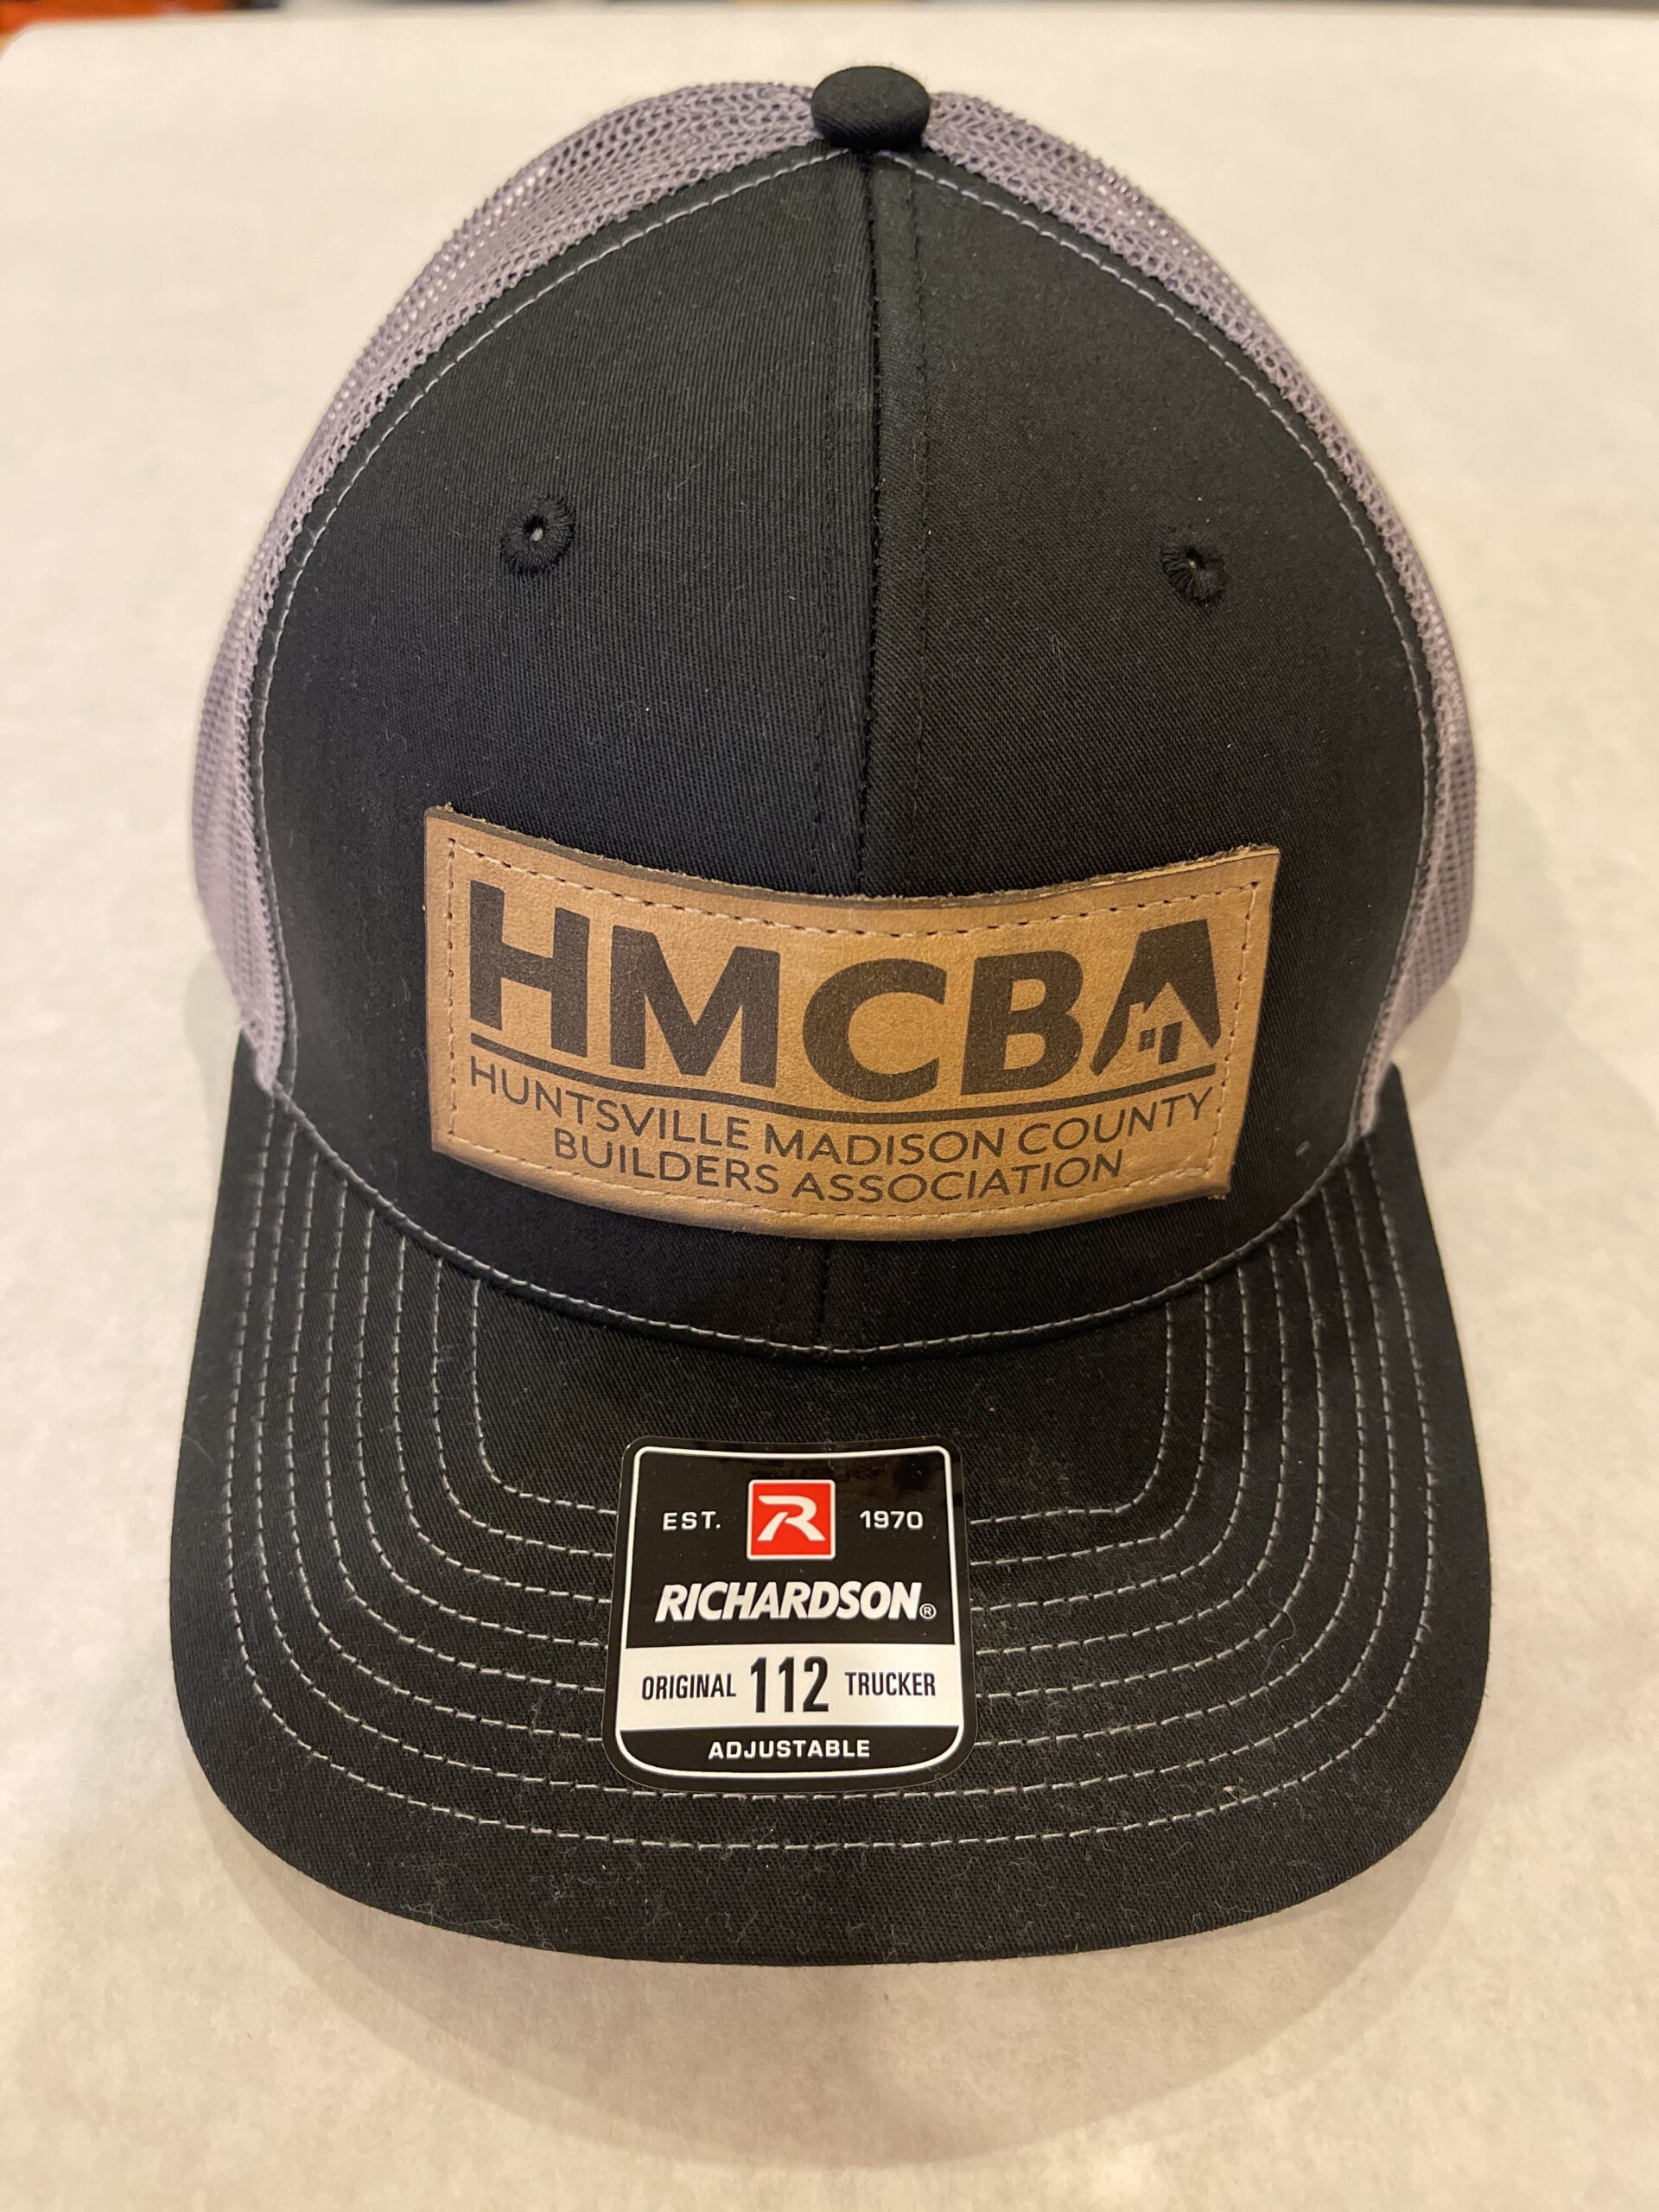 HMCBA
HUNTSVILLE MADISON COUNTY
BUILDERS ASSOCIATION
EST. R 1970
RICHARDSON®
ORIGINAL 112 TRUCKER
ADJUSTABLE